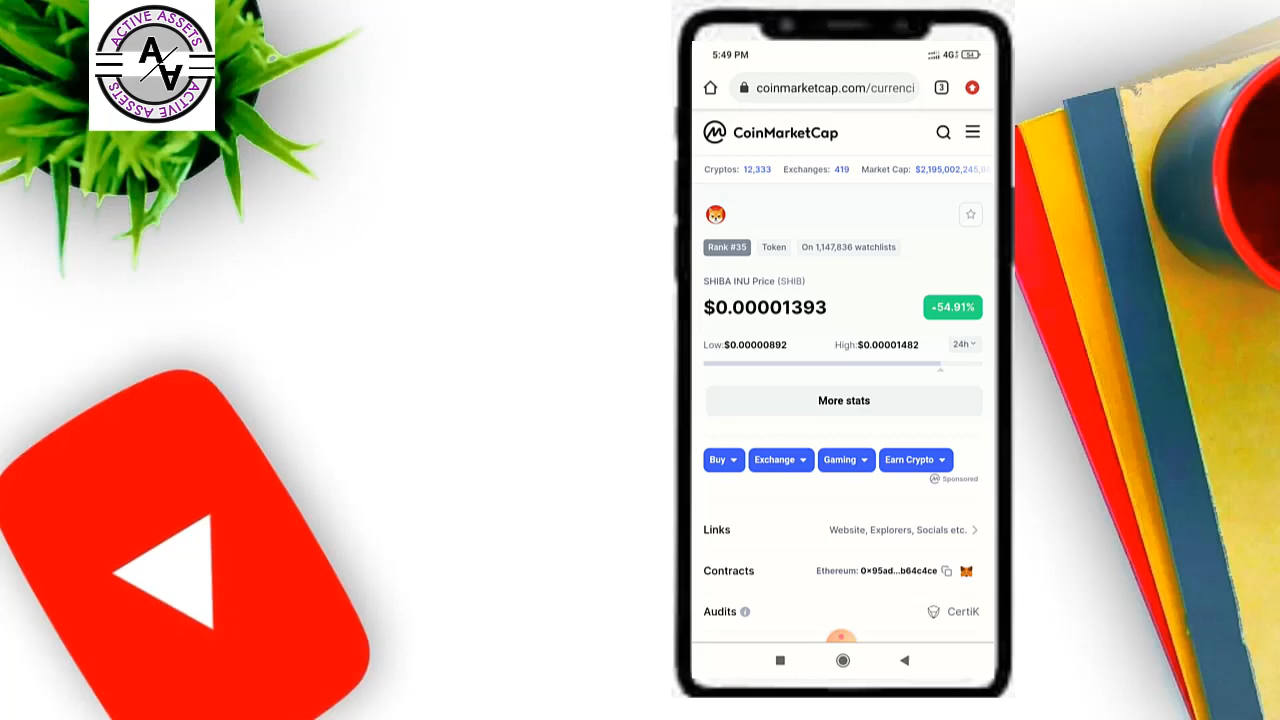 ACTIVE ASSETS
A/A
ACTIVE ASSETS
5:49 PM
4G
54
coinmarketcap.com/currenci
3
CoinMarketCap
Cryptos: 12,333 Exchanges: 419 Market Cap: $2,195,002,245,
Rank #35 Token On 1,147,836 watchlists
SHIBA INU Price (SHIB)
$0.00001393
54.91%
Low:$0.00000892 High:$0.00001482 24h
More stats
Buy Exchange Gaming Earn Crypto
Sponsored
Links Website, Explorers, Socials etc.
Contracts Ethereum: 0x95ad...b64c4ce
Audits CertiK